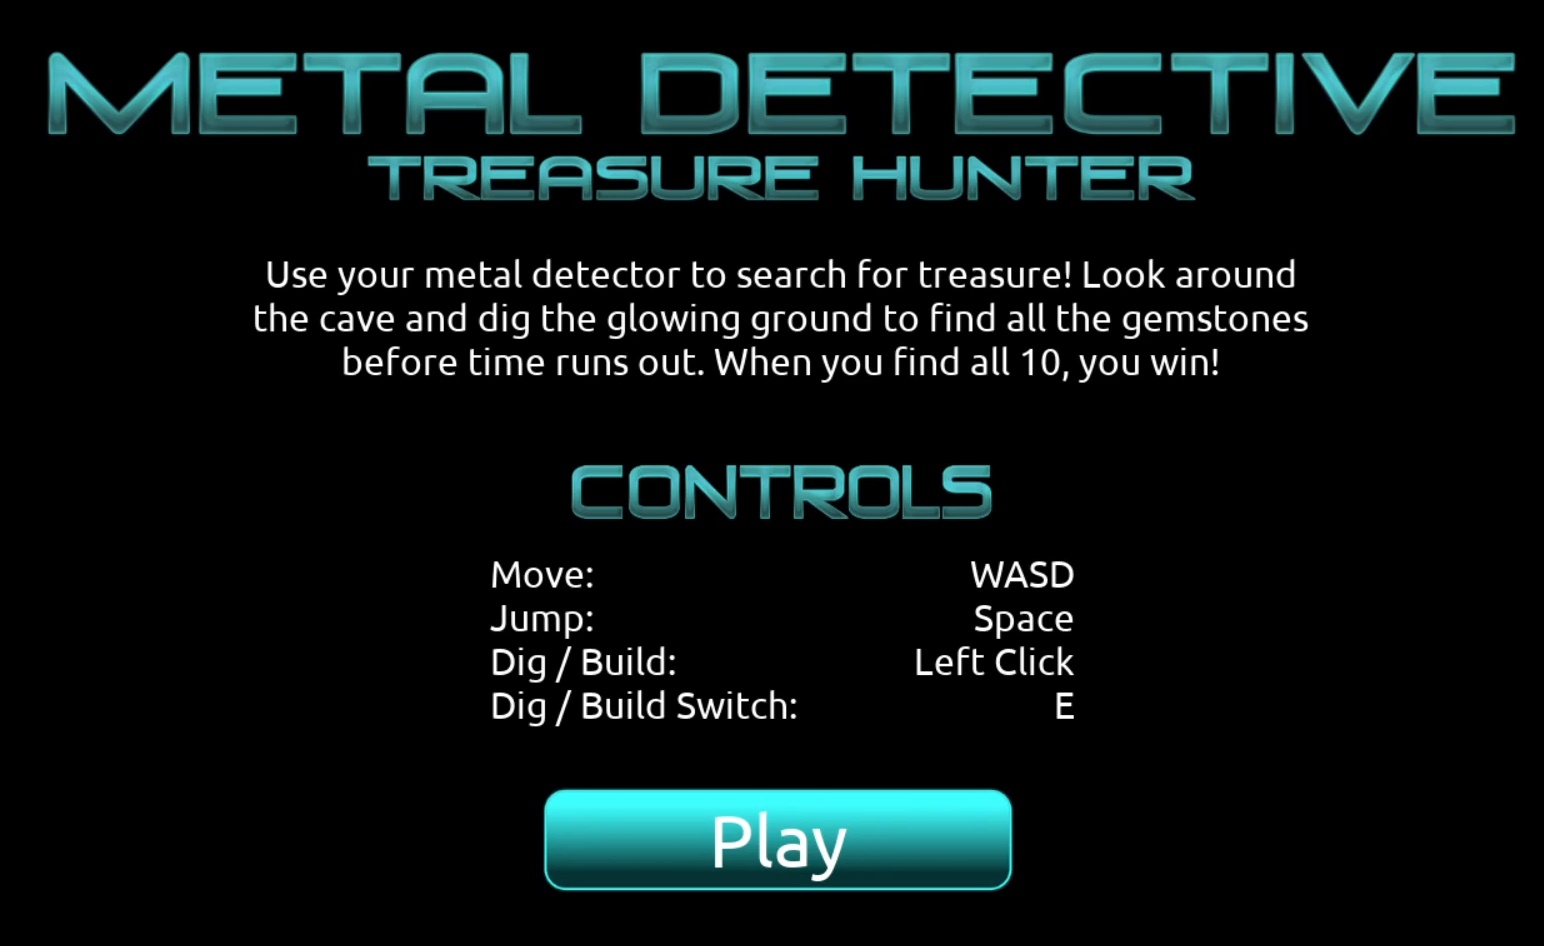 METAL DETECTIVE
TREASURE HUNTER
Use your metal detector to search for treasure! Look around
the cave and dig the glowing ground to find all the gemstones
before time runs out. When you find all 10, you win!
CONTROLS
Move: WASD
Jump: Space
Dig / Build: Left Click
Dig / Build Switch: E
Play